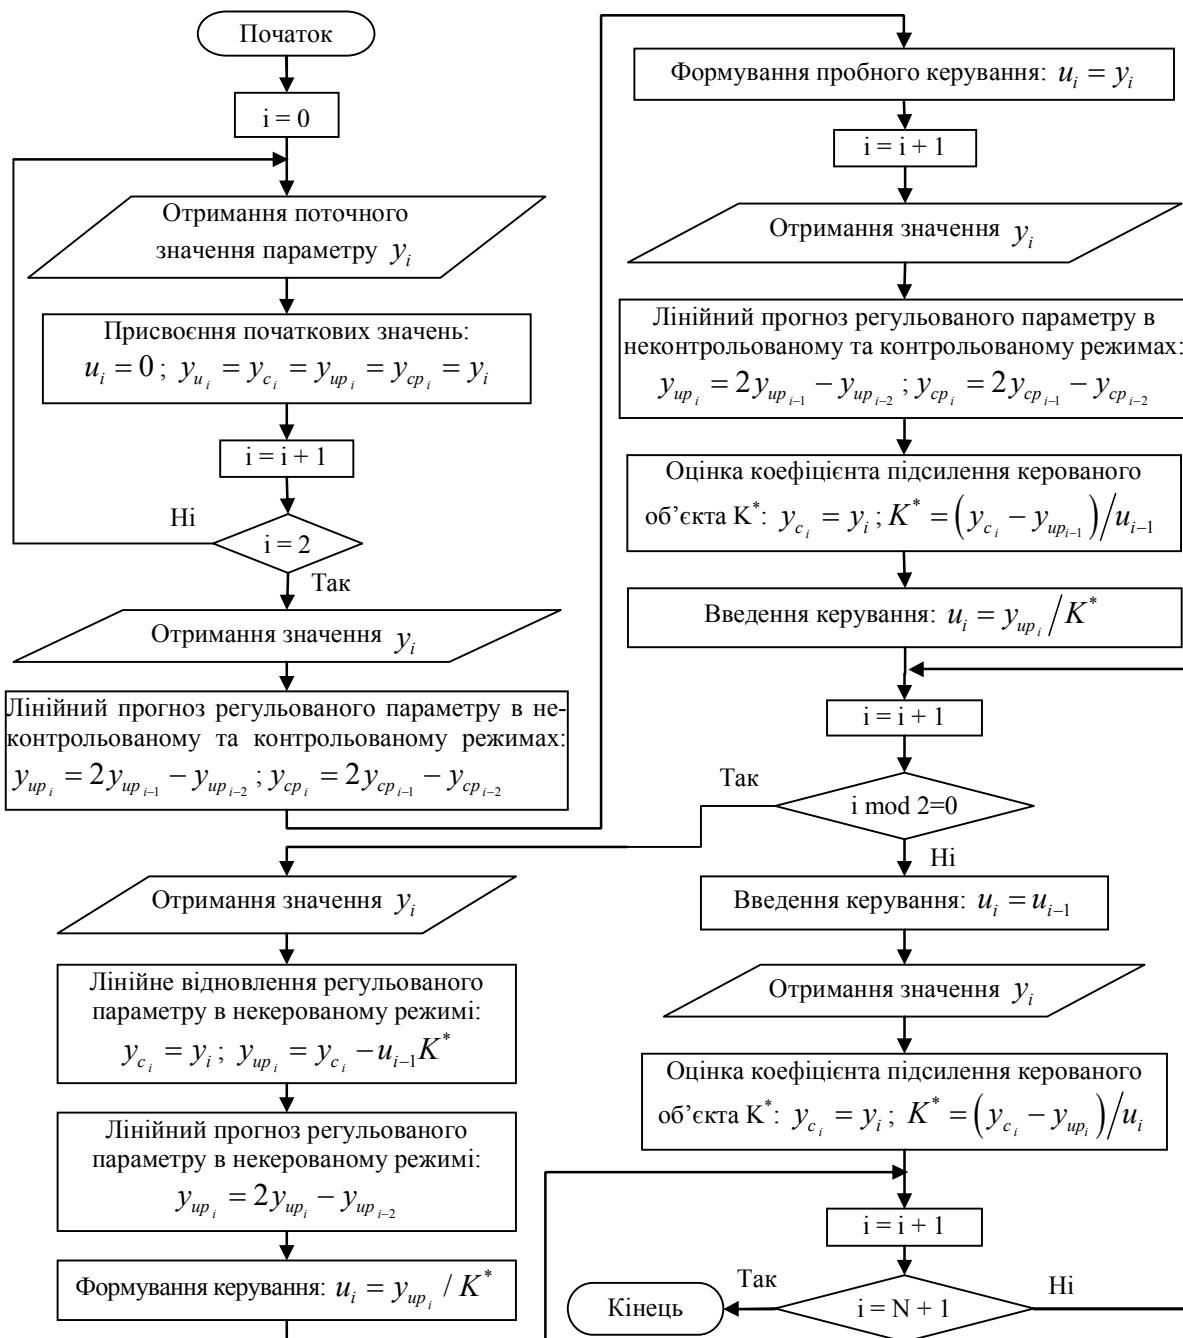 Початок
i = 0
Отримання поточного
значення параметру y_i
Присвоєння початкових значень:
u_i = 0 ; y_{u_i} = y_{c_i} = y_{up_i} = y_{cp_i} = y_i
i = i + 1
Ні
i = 2
Так
Отримання значення y_i
Лінійний прогноз регульованого параметру в не-
контрольованому та контрольованому режимах:
y_{up_i} = 2y_{up_{i-1}} − y_{up_{i-2}} ; y_{cp_i} = 2y_{cp_{i-1}} − y_{cp_{i-2}}
Формування пробного керування: u_i = y_i
i = i + 1
Отримання значення y_i
Лінійний прогноз регульованого параметру в
неконтрольованому та контрольованому режимах:
y_{up_i} = 2y_{up_{i-1}} − y_{up_{i-2}} ; y_{cp_i} = 2y_{cp_{i-1}} − y_{cp_{i-2}}
Оцінка коефіцієнта підсилення керованого
об’єкта K^*: y_{c_i} = y_i ; K^* = (y_{c_i} − y_{up_{i-1}})/u_{i-1}
Введення керування: u_i = y_{up_i}/K^*
i = i + 1
Так
i mod 2=0
Ні
Отримання значення y_i
Лінійне відновлення регульованого
параметру в некерованому режимі:
y_{c_i} = y_i ; y_{up_i} = y_{c_i} − u_{i-1}K^*
Лінійний прогноз регульованого
параметру в некерованому режимі:
y_{up_i} = 2y_{up_i} − y_{up_{i-2}}
Формування керування: u_i = y_{up_i} / K^*
Введення керування: u_i = u_{i-1}
Отримання значення y_i
Оцінка коефіцієнта підсилення керованого
об’єкта K^*: y_{c_i} = y_i ; K^* = (y_{c_i} − y_{up_i})/u_i
i = i + 1
Так
i = N + 1
Ні
Кінець